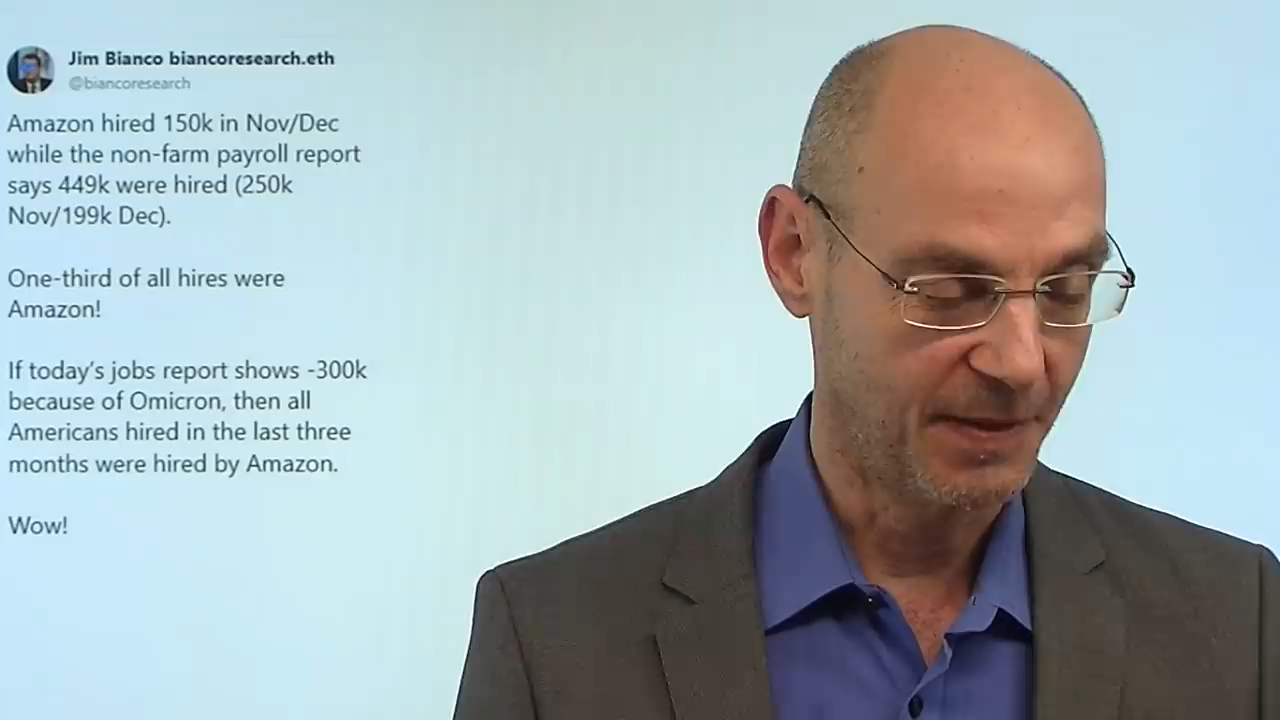 Jim Bianco biancoresearch.eth
@biancoresearch
Amazon hired 150k in Nov/Dec
while the non-farm payroll report
says 449k were hired (250k
Nov/199k Dec).
One-third of all hires were
Amazon!
If today's jobs report shows -300k
because of Omicron, then all
Americans hired in the last three
months were hired by Amazon.
Wow!